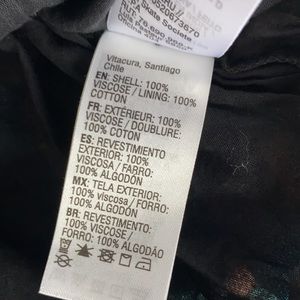 Vitacura, Santiago
Chile
EN: SHELL: 100%
VISCOSE / LINING: 100%
COTTON
FR: EXTÉRIEUR: 100%
VISCOSE / DOUBLURE:
100% COTON
ES: REVESTIMIENTO
EXTERIOR: 100%
VISCOSA / FARRO:
100% ALGODÓN
MX: TELA EXTERIOR:
100% viscosa / FORRO:
100% ALGODÓN
BR: REVESTIMENTO:
100% VISCOSE /
FORRO: 100% ALGODÃO